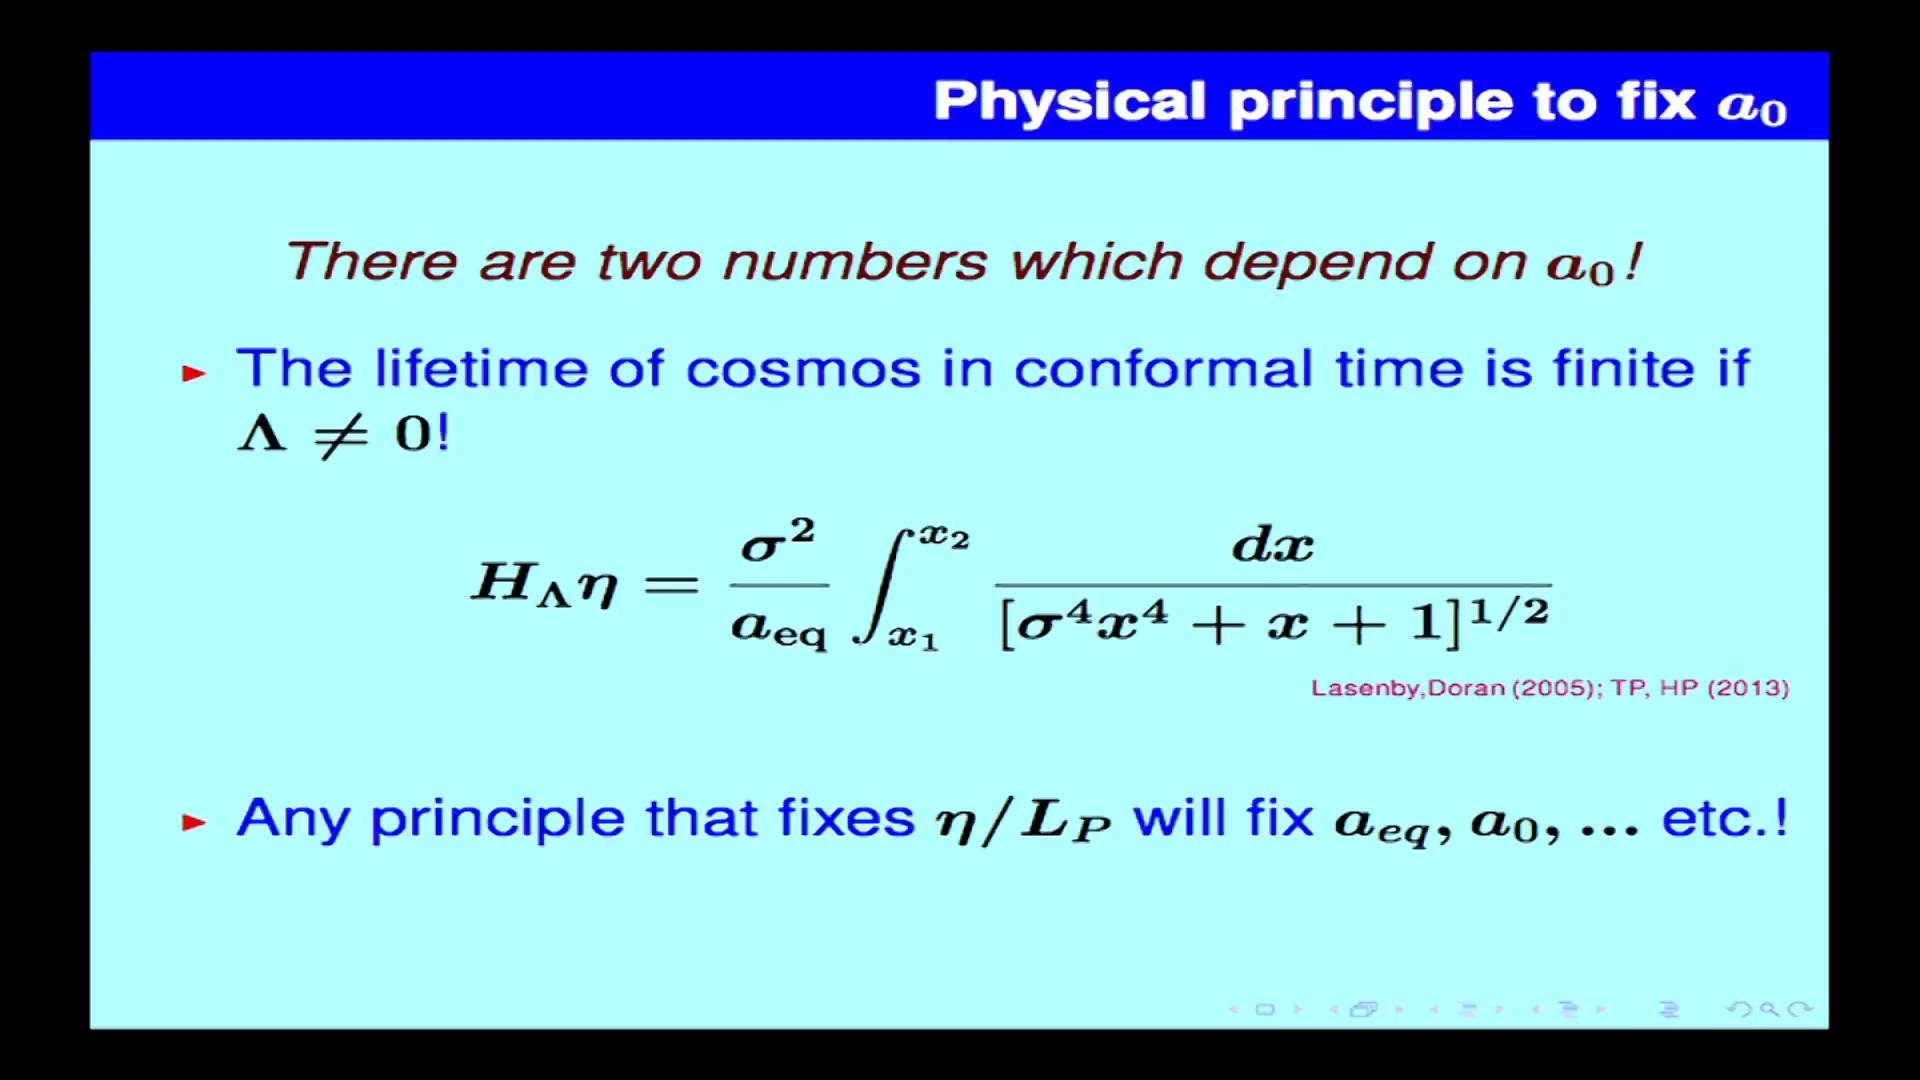 Physical principle to fix a₀
There are two numbers which depend on a₀!
► The lifetime of cosmos in conformal time is finite if
Λ ≠ 0!
H_Λ η = σ²/a_eq ∫_{x₁}^{x₂} dx/[σ⁴x⁴ + x + 1]^{1/2}
Lasenby,Doran (2005); TP, HP (2013)
► Any principle that fixes η/L_P will fix a_eq, a₀, ... etc.!